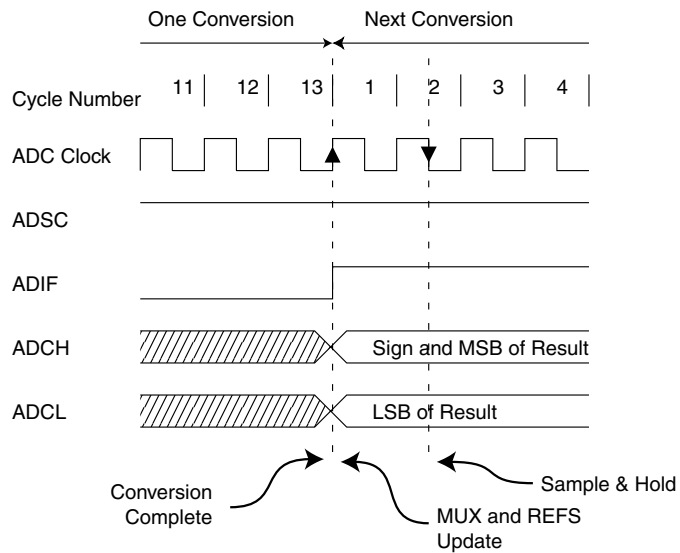 One Conversion
Next Conversion
Cycle Number
11
12
13
1
2
3
4
ADC Clock
ADSC
ADIF
ADCH
Sign and MSB of Result
ADCL
LSB of Result
Conversion
Complete
MUX and REFS
Update
Sample & Hold